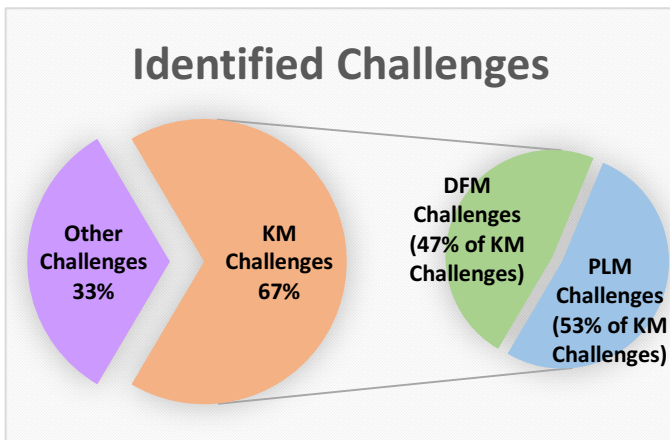 Identified Challenges
Other
Challenges
33%
KM
Challenges
67%
DFM
Challenges
(47% of KM
Challenges)
PLM
Challenges
(53% of KM
Challenges)